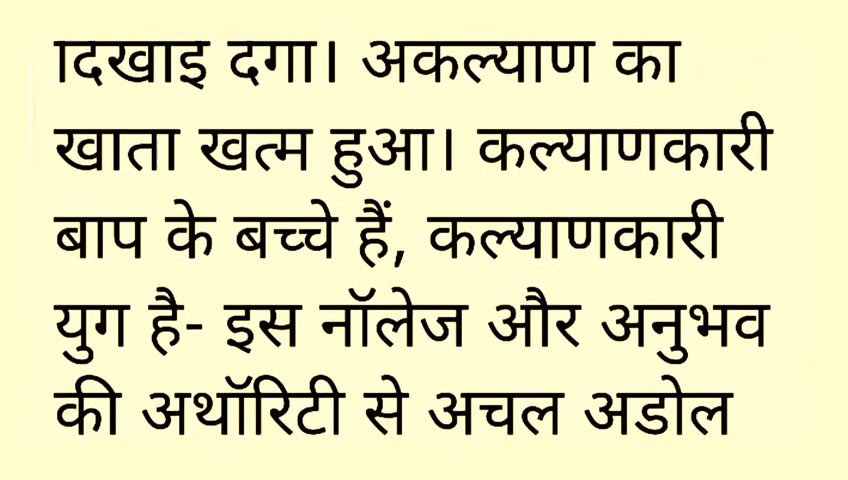 दिखाई देगा। अकल्याण का
खाता खत्म हुआ। कल्याणकारी
बाप के बच्चे हैं, कल्याणकारी
युग है- इस नॉलेज और अनुभव
की अथॉरिटी से अचल अडोल